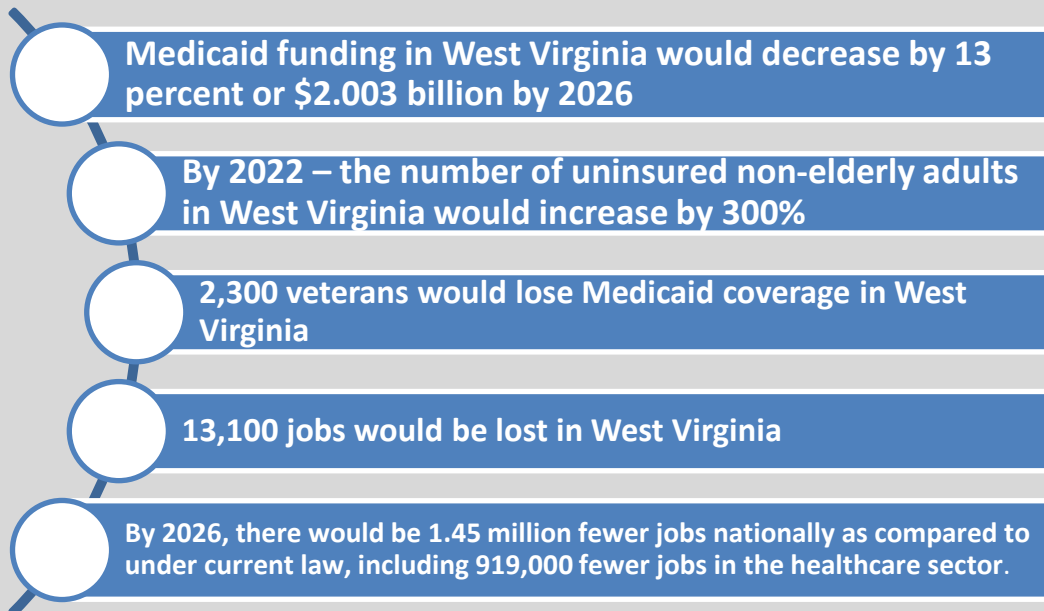 Medicaid funding in West Virginia would decrease by 13
percent or $2.003 billion by 2026
By 2022 – the number of uninsured non-elderly adults
in West Virginia would increase by 300%
2,300 veterans would lose Medicaid coverage in West
Virginia
13,100 jobs would be lost in West Virginia
By 2026, there would be 1.45 million fewer jobs nationally as compared to
under current law, including 919,000 fewer jobs in the healthcare sector.